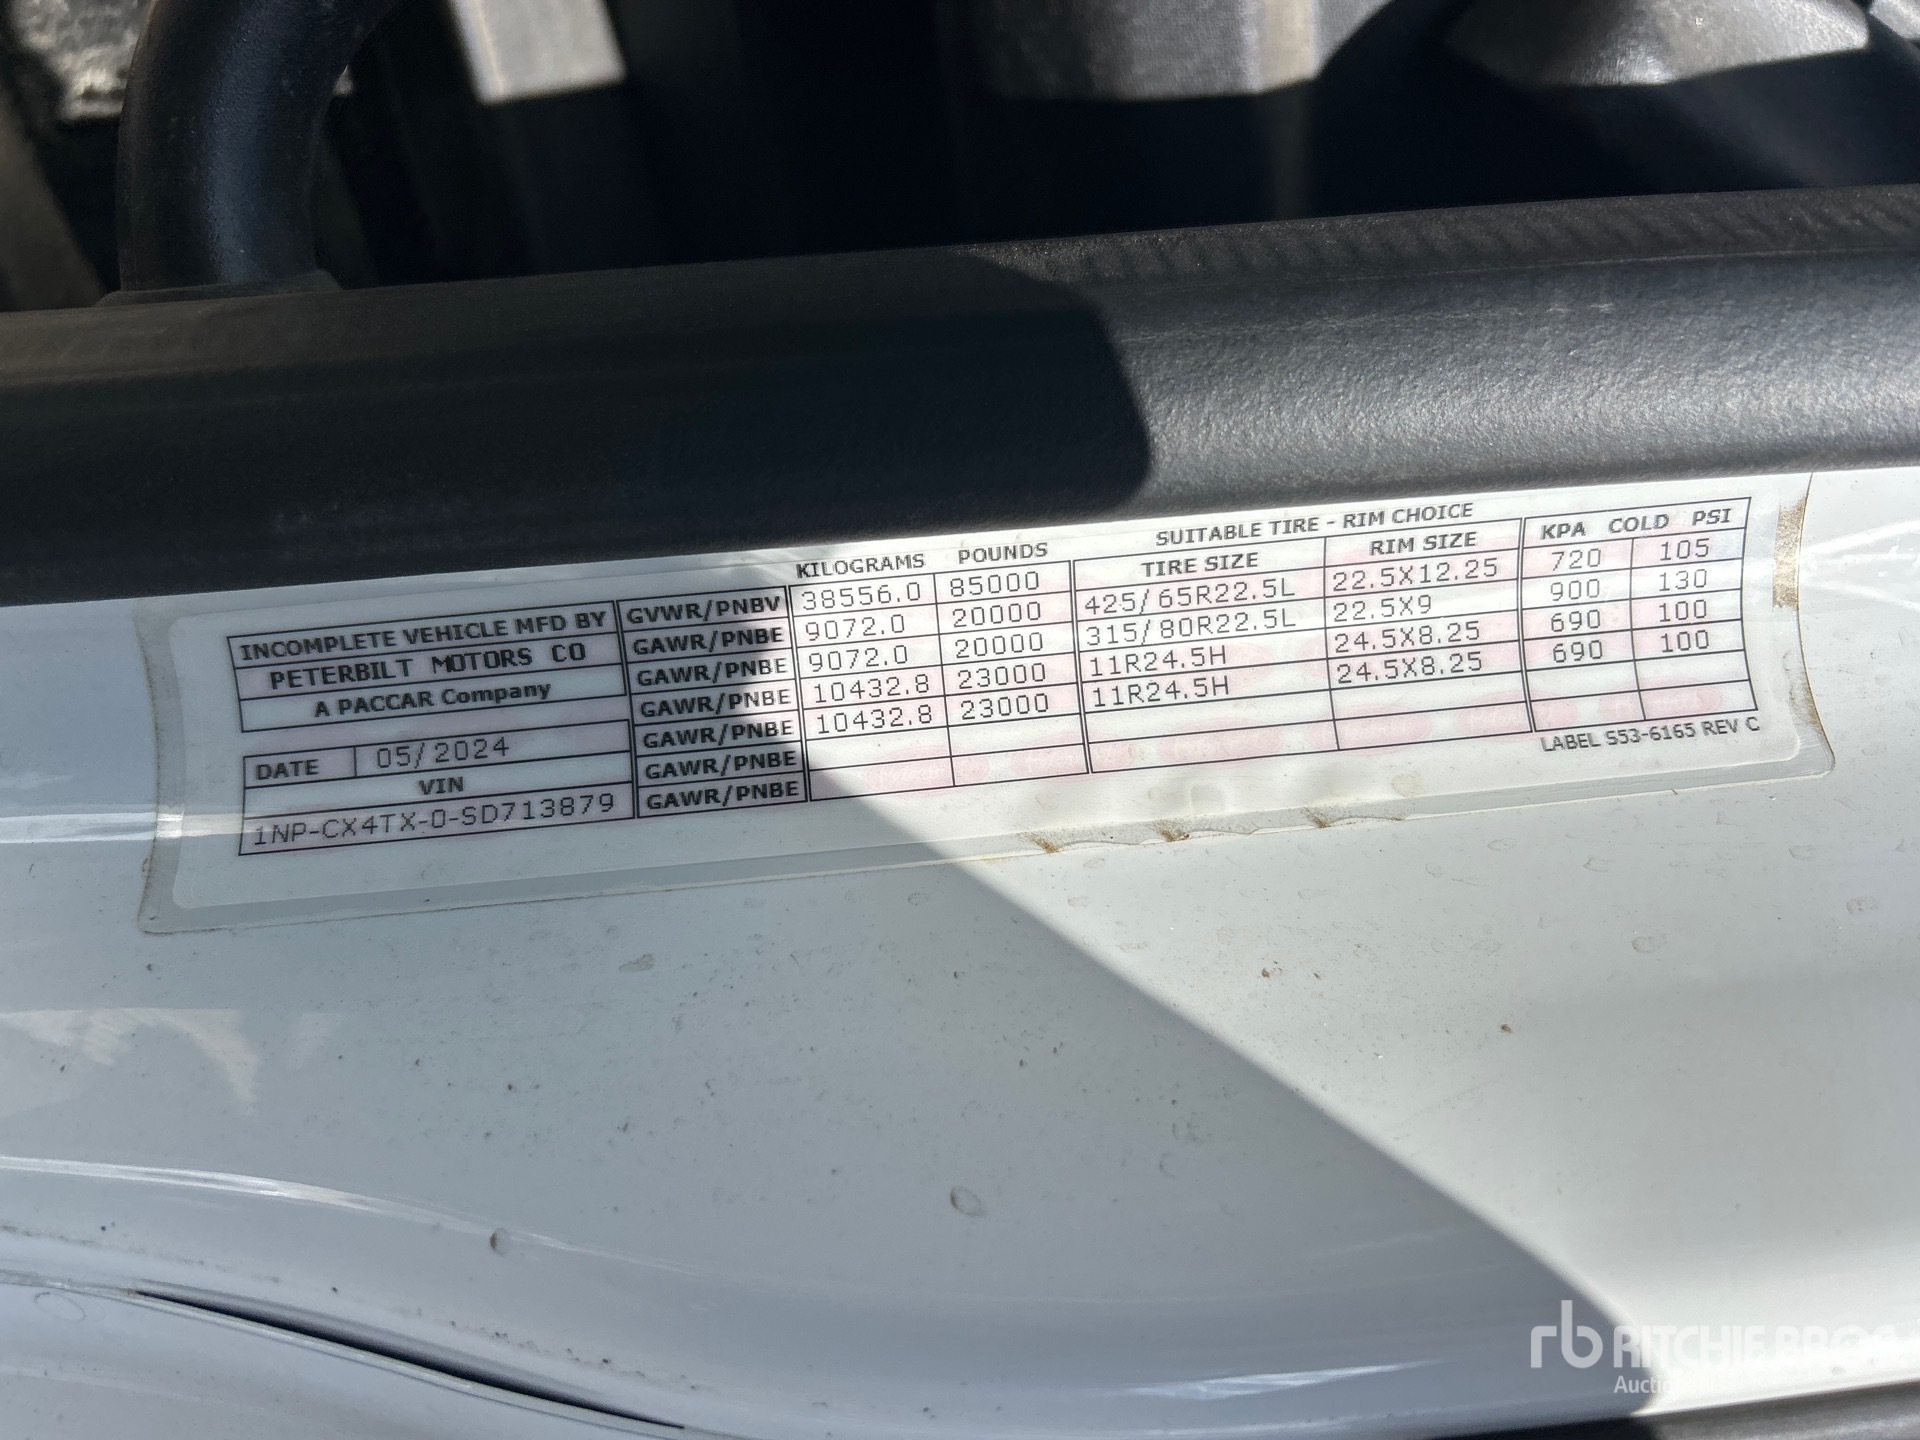 KILOGRAMS POUNDS SUITABLE TIRE - RIM CHOICE
TIRE SIZE RIM SIZE KPA COLD PSI
INCOMPLETE VEHICLE MFD BY
PETERBILT MOTORS CO
A PACCAR Company
DATE 05/2024
VIN
1NP-CX4TX-0-SD713879
GVWR/PNBV 38556.0 85000
GAWR/PNBE 9072.0 20000 425/65R22.5L 22.5X12.25 720 105
GAWR/PNBE 9072.0 20000 315/80R22.5L 22.5X9 900 130
GAWR/PNBE 10432.8 23000 11R24.5H 24.5X8.25 690 100
GAWR/PNBE 10432.8 23000 11R24.5H 24.5X8.25 690 100
GAWR/PNBE
GAWR/PNBE
LABEL S53-6165 REV C
rb RITCHIE BROS